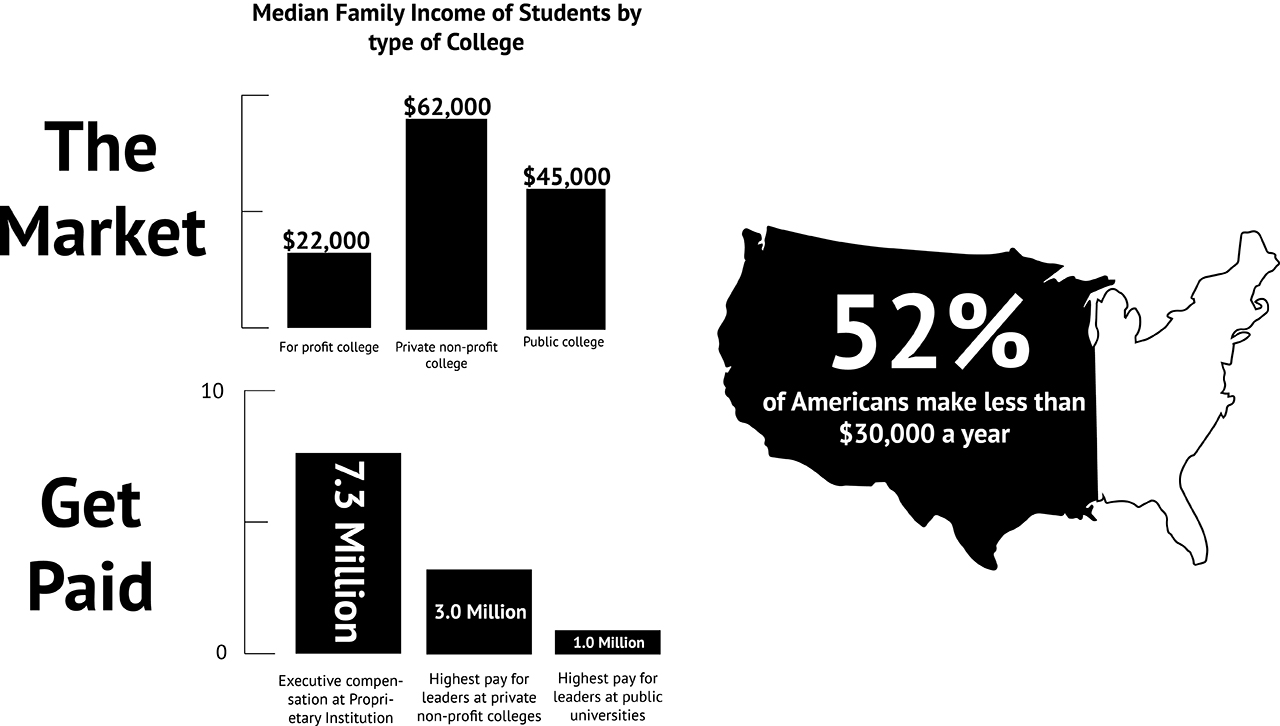 Median Family Income of Students by
type of College
The
Market
$22,000
$62,000
$45,000
For profit college
Private non-profit
college
Public college
52%
of Americans make less than
$30,000 a year
Get
Paid
10
0
7.3 Million
3.0 Million
1.0 Million
Executive compen-
sation at Propri-
etary Institution
Highest pay for
leaders at private
non-profit colleges
Highest pay for
leaders at public
universities